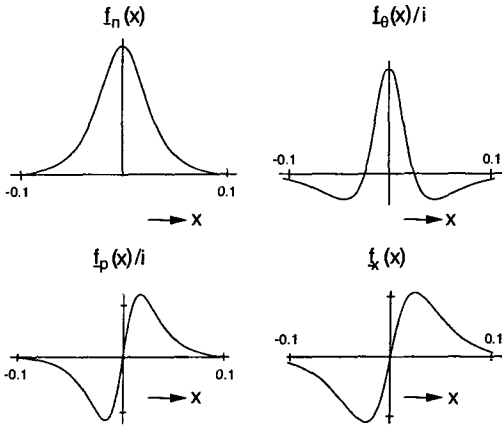 f_n(x)
f_θ(x)/i
-0.1
0.1
-0.1
0.1
→ x
→ x
f_p(x)/i
f_x(x)
-0.1
0.1
-0.1
0.1
→ x
→ x